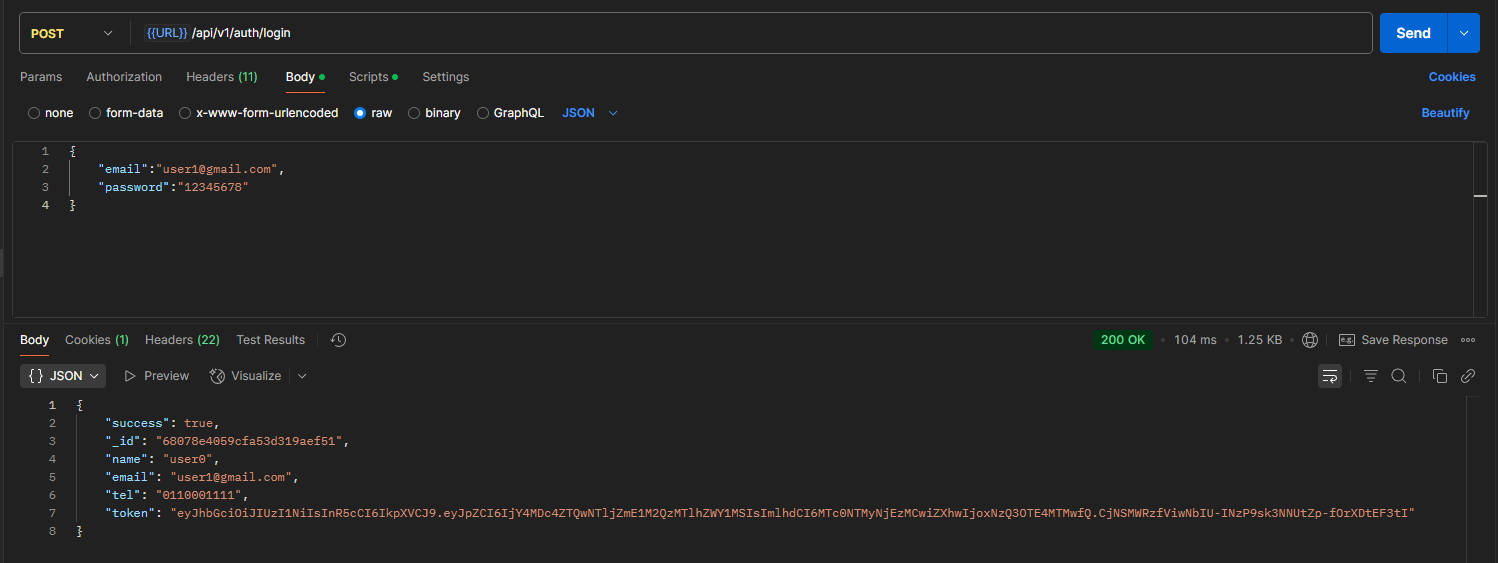 POST {{URL}} /api/v1/auth/login Send
Params Authorization Headers (11) Body Scripts Settings Cookies
none form-data x-www-form-urlencoded raw binary GraphQL JSON Beautify
1 {
2 "email":"user1@gmail.com",
3 "password":"12345678"
4 }
Body Cookies (1) Headers (22) Test Results 200 OK • 104 ms • 1.25 KB • e.g. Save Response
{} JSON Preview Visualize
1 {
2 "success": true,
3 "_id": "68078e4059cfa53d319aef51",
4 "name": "user0",
5 "email": "user1@gmail.com",
6 "tel": "0110001111",
7 "token": "eyJhbGciOiJIUzI1NiIsInR5cCI6IkpXVCJ9.eyJpZCI6IjY4MDc4ZTQwNTljZmE1M2QzMTlhZWY1MSIsImlhdCI6MTc0NTMyNjEzMCwiZXhwIjoxNzQ3OTE4MTMwfQ.CjNSMWRzfViwNbIU-INzP9sk3NNUtZp-fOrXDtEF3tI"
8 }